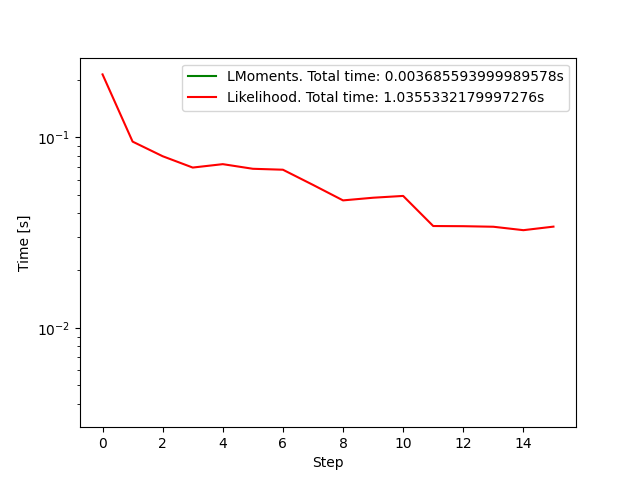 LMoments. Total time: 0.003685593999989578s
Likelihood. Total time: 1.0355332179997276s
10⁻¹
10⁻²
Time [s]
0 2 4 6 8 10 12 14
Step